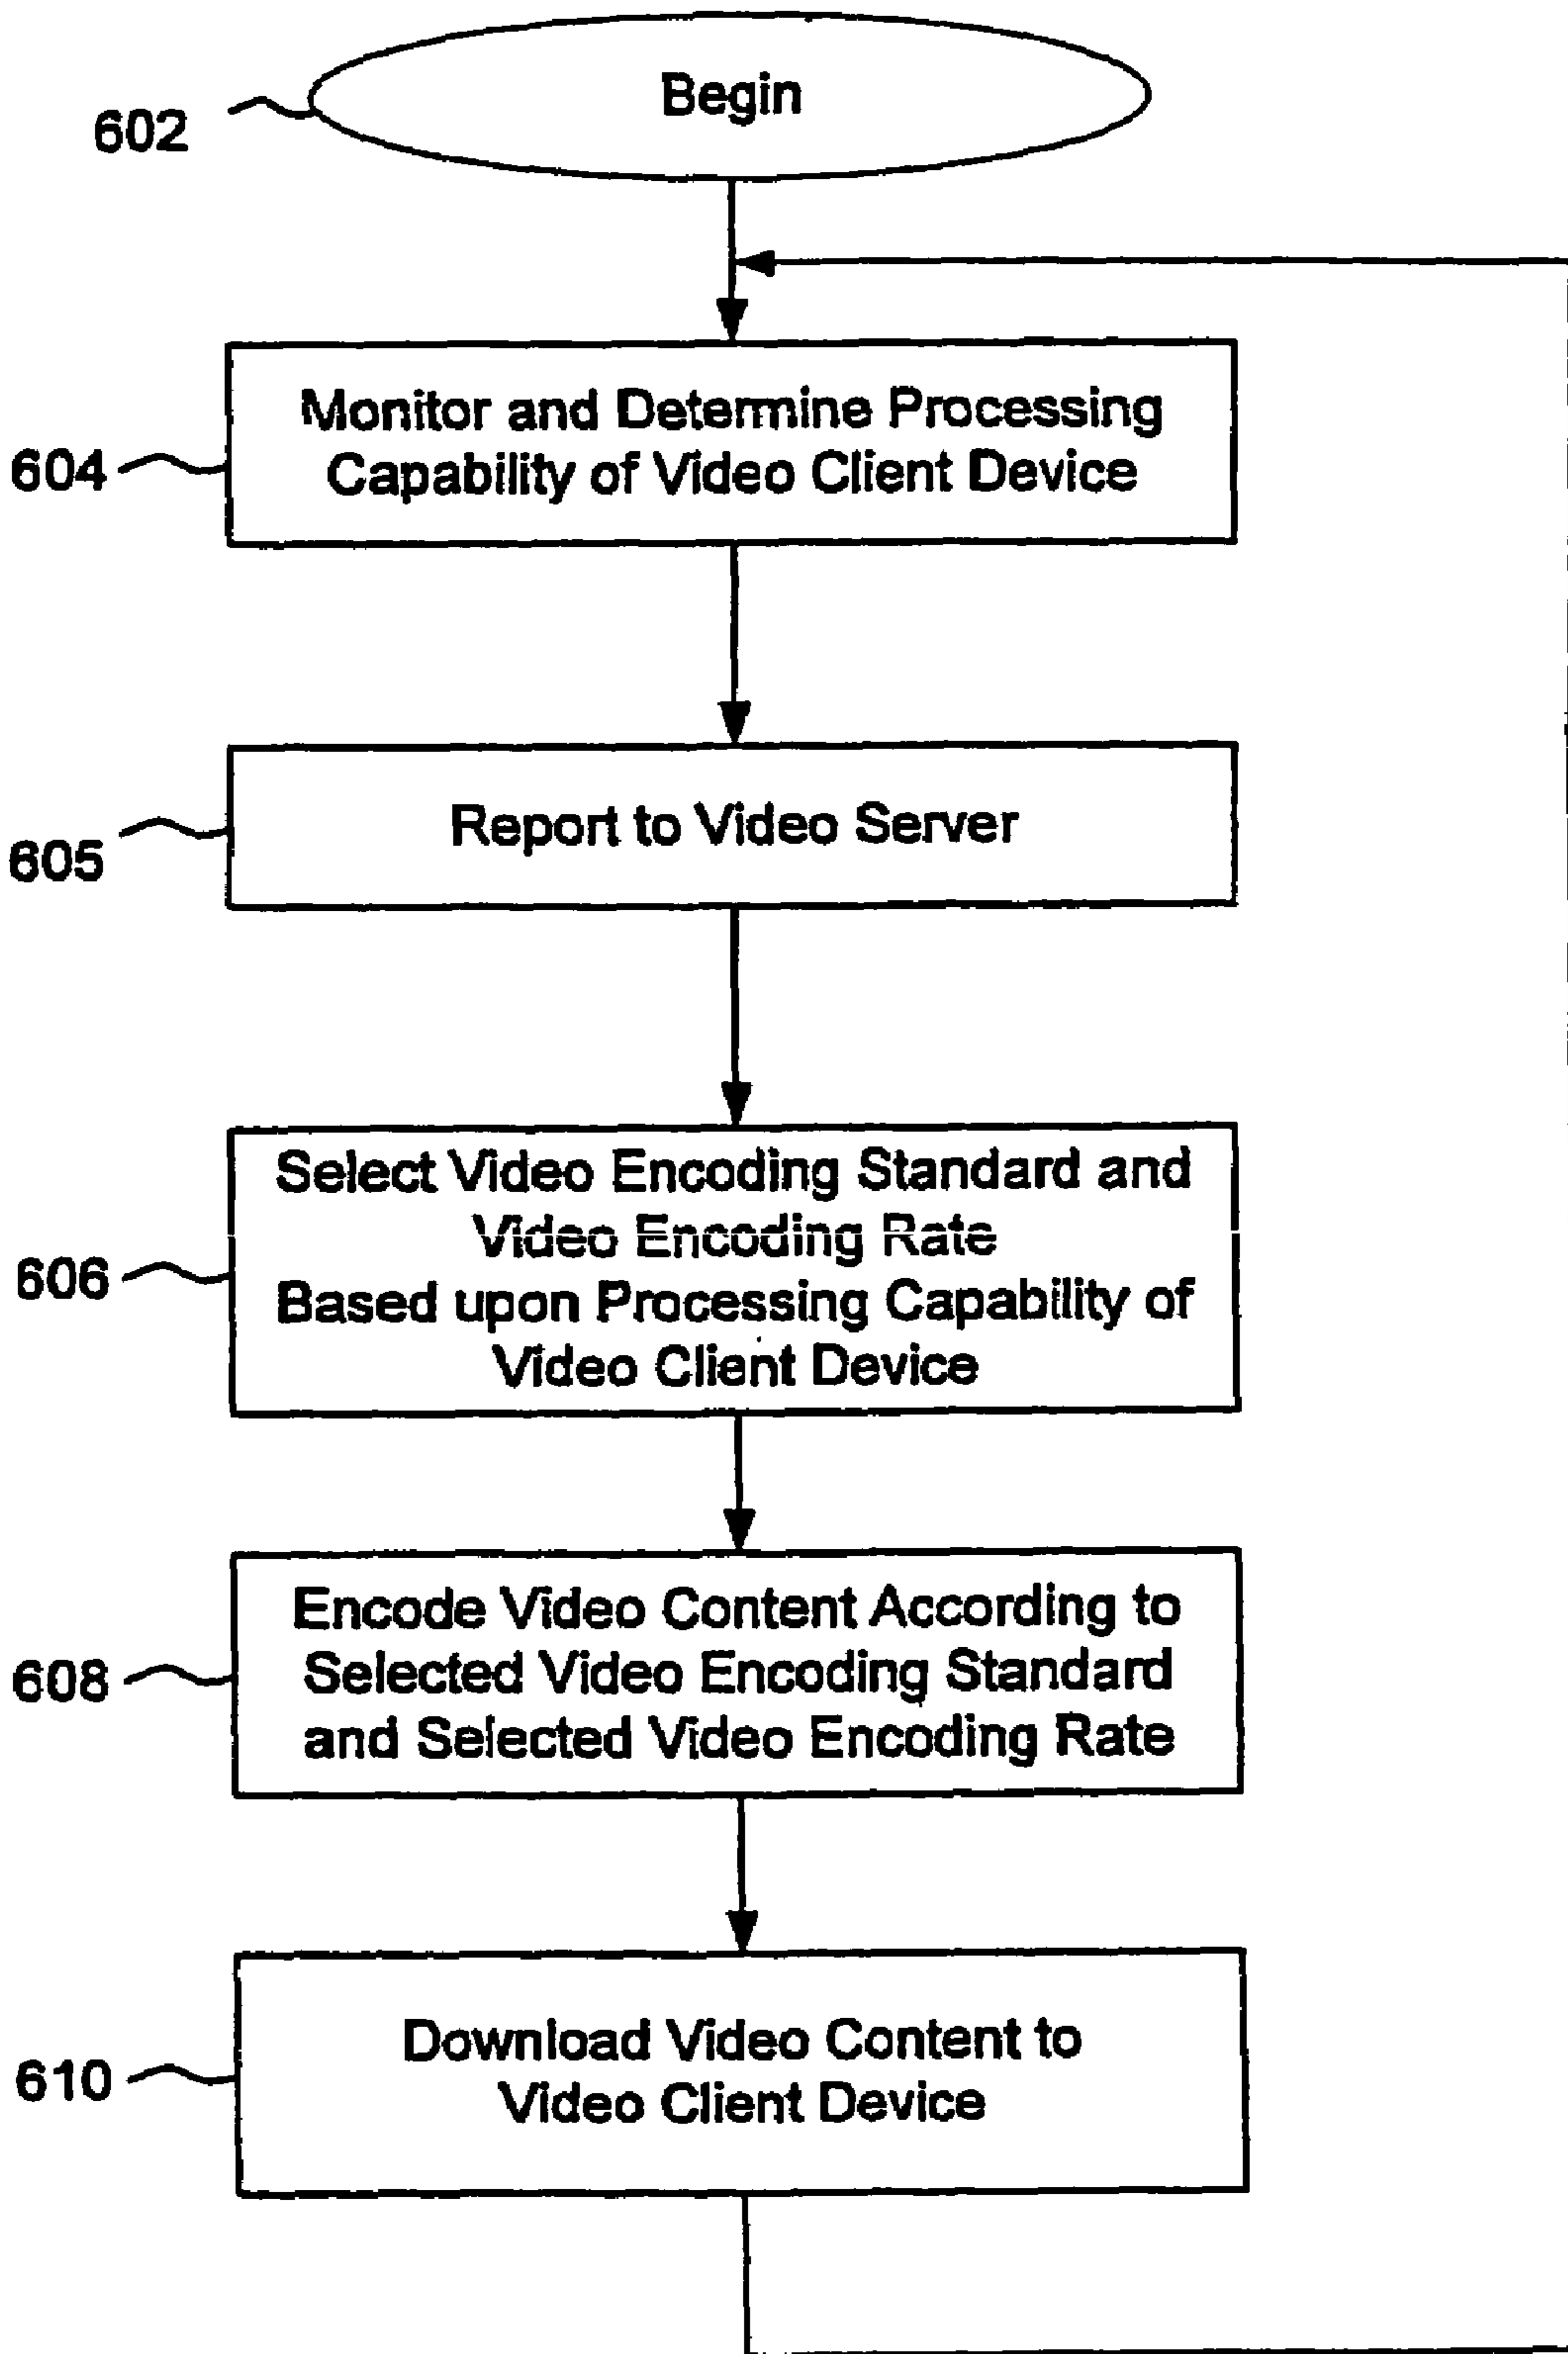 Begin
602
Monitor and Determine Processing
Capability of Video Client Device
604
Report to Video Server
605
Select Video Encoding Standard and
Video Encoding Rate
Based upon Processing Capability of
Video Client Device
606
Encode Video Content According to
Selected Video Encoding Standard
and Selected Video Encoding Rate
608
Download Video Content to
Video Client Device
610